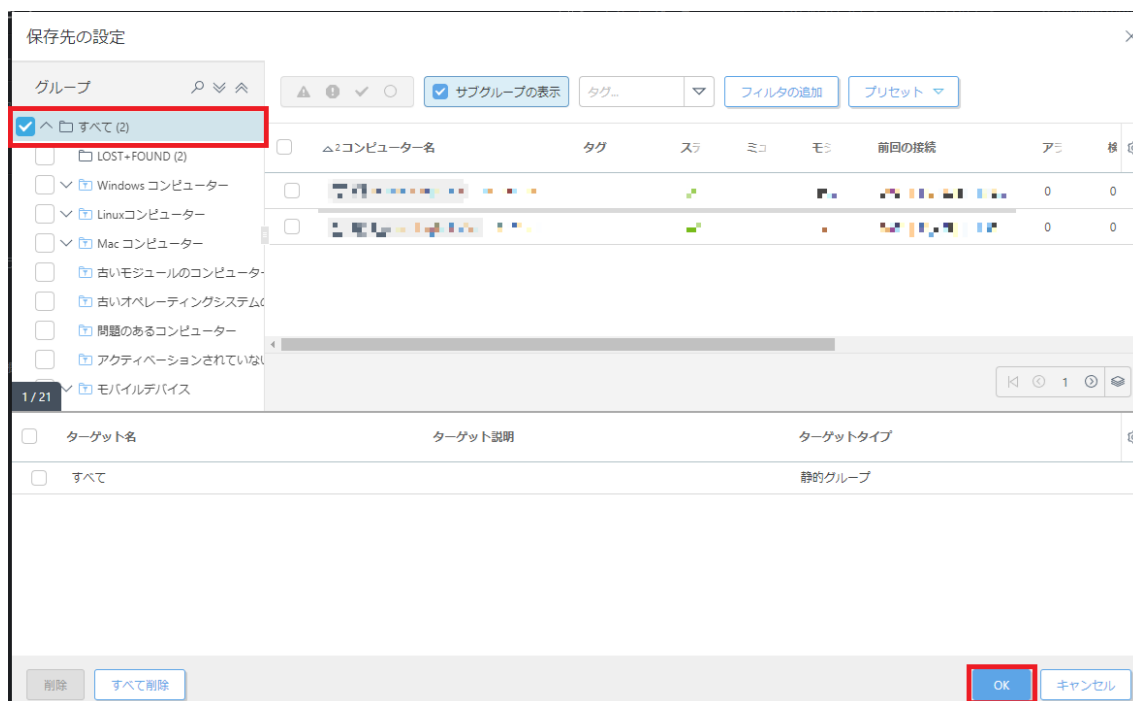 保存先の設定
グループ
サブグループの表示
タグ...
フィルタの追加
プリセット
すべて (2)
LOST+FOUND (2)
Windows コンピューター
Linuxコンピューター
Mac コンピューター
古いモジュールのコンピューター
古いオペレーティングシステムの
問題のあるコンピューター
アクティベーションされていない
モバイルデバイス
1 / 21
2コンピューター名
タグ
前回の接続
検
0
0
0
0
1
ターゲット名
ターゲット説明
ターゲットタイプ
すべて
静的グループ
削除
すべて削除
OK
キャンセル